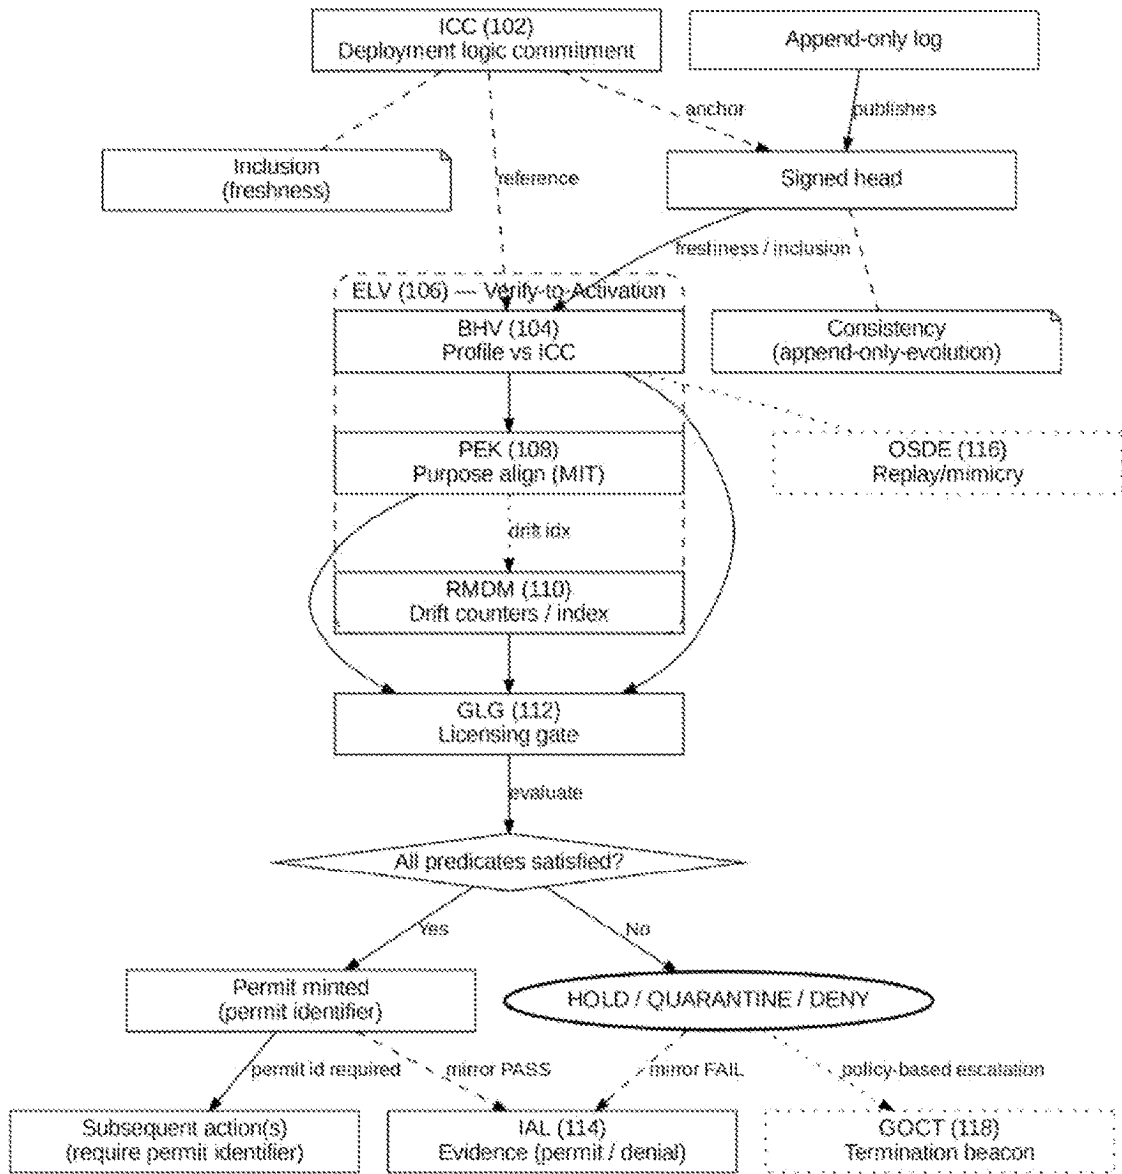 ICC (102)
Deployment logic commitment
Append-only log
anchor
publishes
Inclusion
(freshness)
reference
Signed head
freshness / inclusion
ELV (106) — Verify-to-Activation
BHV (104)
Profile vs ICC
Consistency
(append-only-evolution)
PEK (108)
Purpose align (MIT)
OSDE (116)
Replay/mimicry
drift idx
RMDM (110)
Drift counters / index
GLG (112)
Licensing gate
evaluate
All predicates satisfied?
Yes
No
Permit minted
(permit identifier)
HOLD / QUARANTINE / DENY
permit id required
mirror PASS
mirror FAIL
policy-based escalation
Subsequent action(s)
(require permit identifier)
IAL (114)
Evidence (permit / denial)
GOCT (118)
Termination beacon